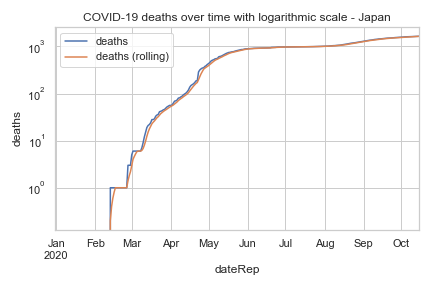 COVID-19 deaths over time with logarithmic scale - Japan
deaths
deaths (rolling)
10³
10²
10¹
10⁰
deaths
Jan Feb Mar Apr May Jun Jul Aug Sep Oct
2020
dateRep